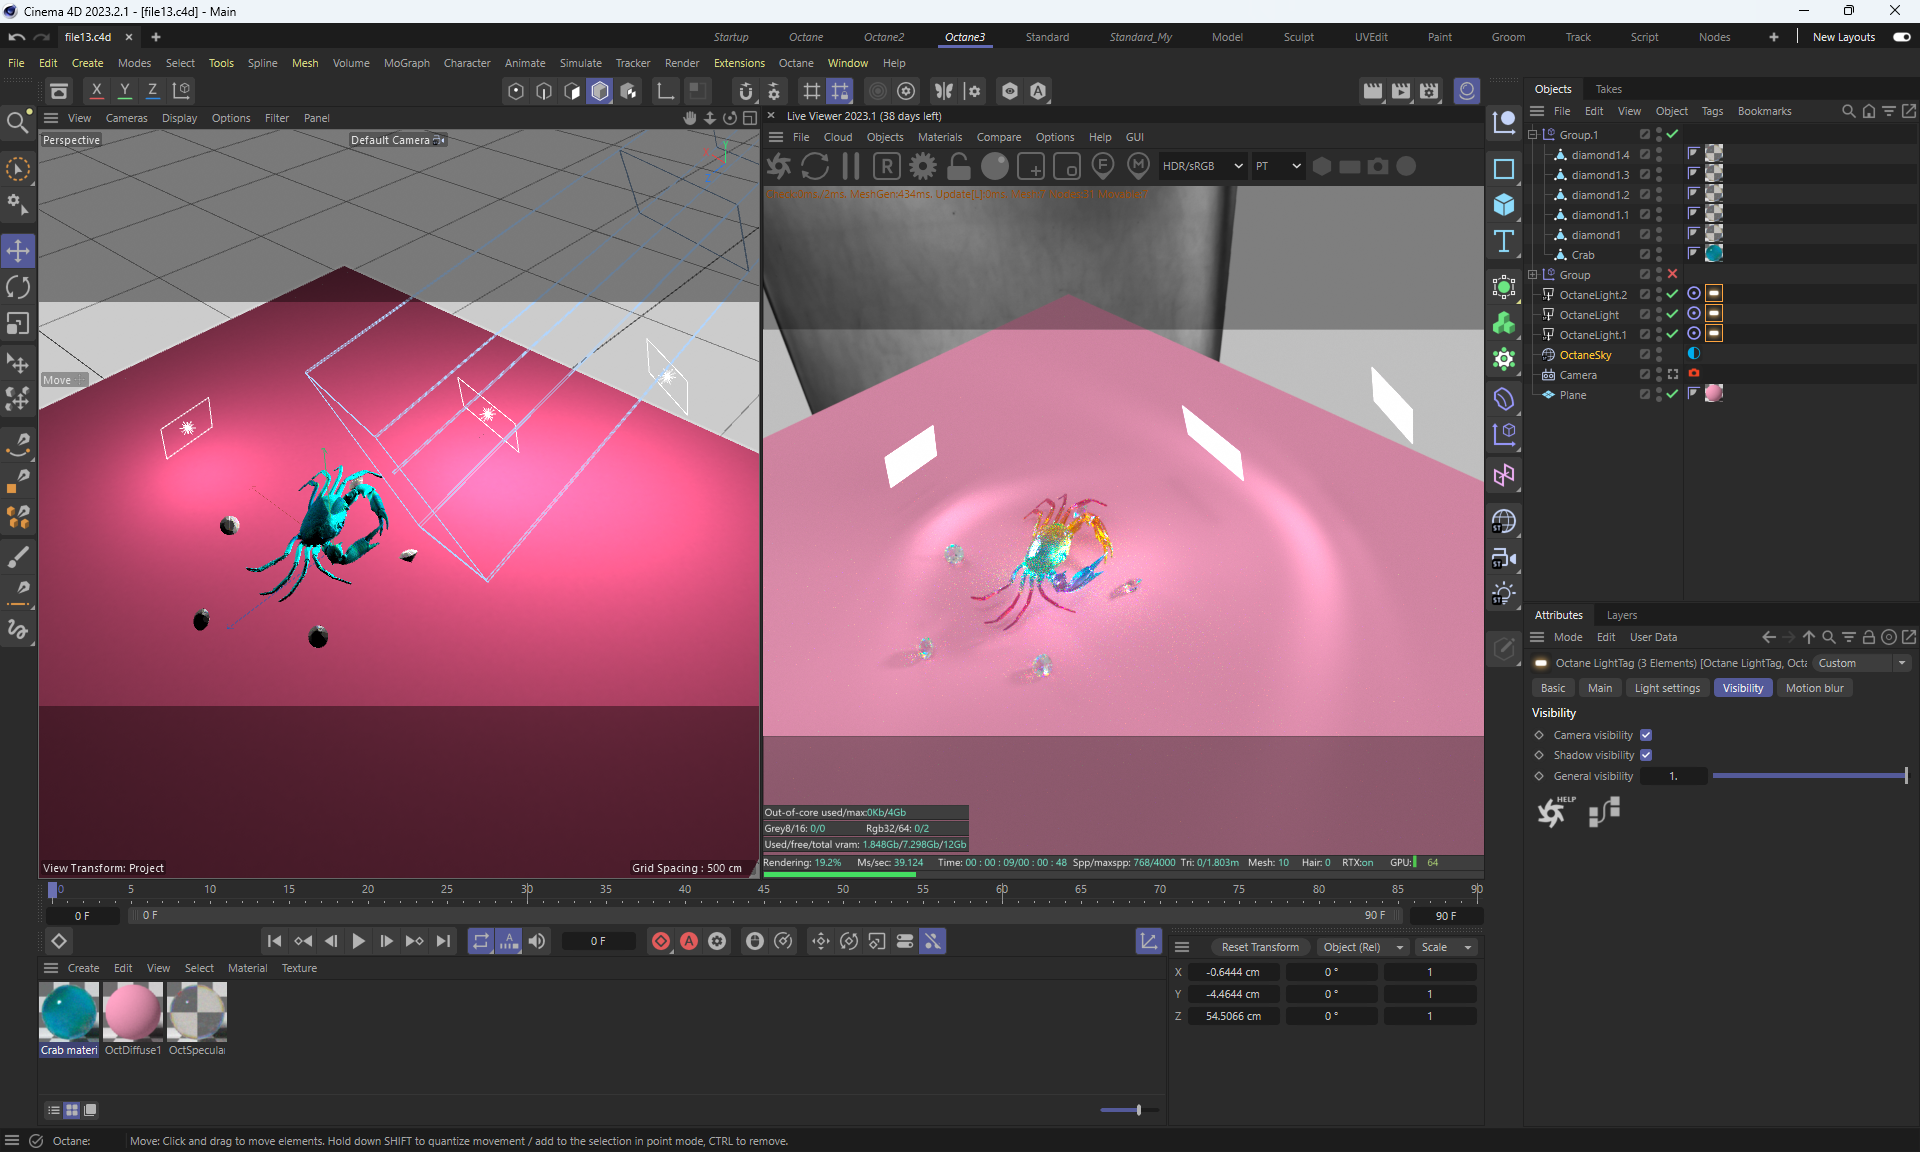 Cinema 4D 2023.2.1 - [file13.c4d] - Main
file13.c4d
Startup Octane Octane2 Octane3 Standard Standard_My Model Sculpt UVEdit Paint Groom Track Script Nodes New Layouts
File Edit Create Modes Select Tools Spline Mesh Volume MoGraph Character Animate Simulate Tracker Render Extensions Octane Window Help
X Y Z
View Cameras Display Options Filter Panel
Perspective
Default Camera
Move
View Transform: Project
Grid Spacing : 500 cm
Live Viewer 2023.1 (38 days left)
File Cloud Objects Materials Compare Options Help GUI
HDR/sRGB
PT
Out-of-core used/max:0Kb/4Gb
Grey8/16: 0/0 Rgb32/64: 0/2
Used/free/total vram: 1.848Gb/7.298Gb/12Gb
Rendering: 19.2% Ms/sec: 39.124 Time: 00 : 00 : 09/00 : 00 : 48 Spp/maxspp: 768/4000 Tri: 0/1.803m Mesh: 10 Hair: 0 RTX:on GPU: 64
Objects Takes
File Edit View Object Tags Bookmarks
Group.1
diamond1.4
diamond1.3
diamond1.2
diamond1.1
diamond1
Crab
Group
OctaneLight.2
OctaneLight
OctaneLight.1
OctaneSky
Camera
Plane
Attributes Layers
Mode Edit User Data
Octane LightTag (3 Elements) [Octane LightTag, Octa
Custom
Basic Main Light settings Visibility Motion blur
Visibility
Camera visibility
Shadow visibility
General visibility 1.
HELP
0 5 10 15 20 25 30 35 40 45 50 55 60 65 70 75 80 85 90
0 F 0 F 90 F 90 F
0 F
Create Edit View Select Material Texture
Crab materi OctDiffuse1 OctSpecular
Reset Transform Object (Rel) Scale
X -0.6444 cm 0 ° 1
Y -4.4644 cm 0 ° 1
Z 54.5066 cm 0 ° 1
Octane: Move: Click and drag to move elements. Hold down SHIFT to quantize movement / add to the selection in point mode, CTRL to remove.